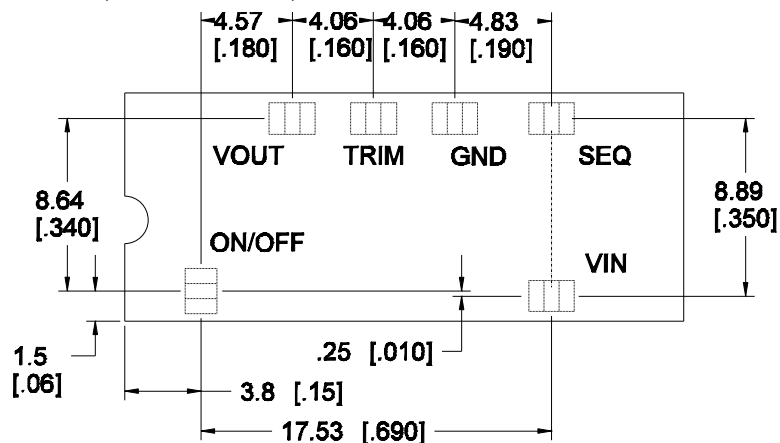 4.57 4.06 4.06 4.83
[.180] [.160] [.160] [.190]
VOUT TRIM GND SEQ
8.64
[.340]
8.89
[.350]
ON/OFF
VIN
1.5
[.06]
.25 [.010]
3.8 [.15]
17.53 [.690]